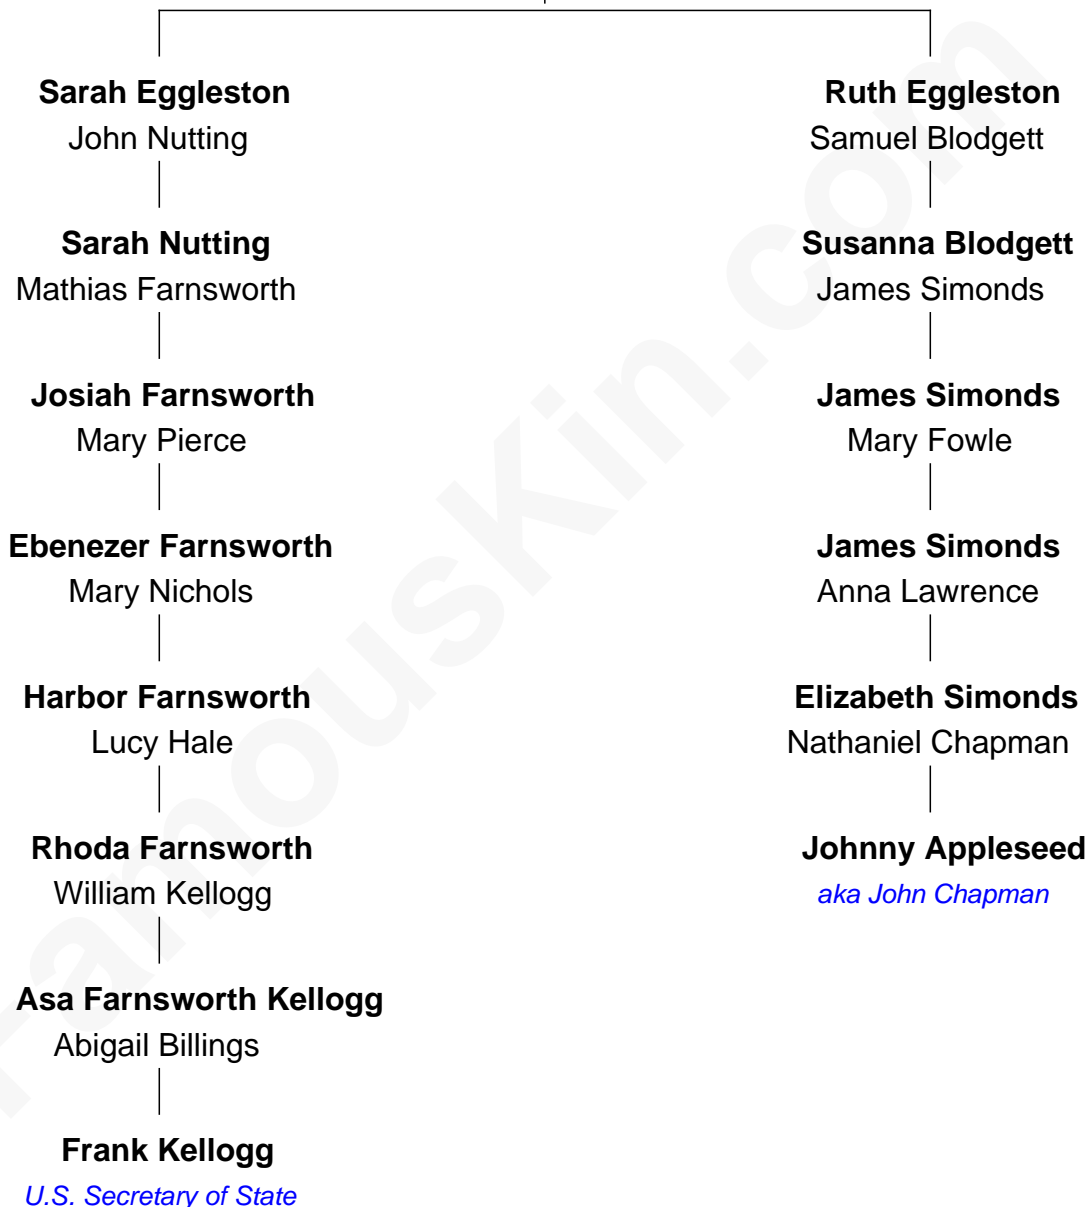 Sarah Eggleston
John Nutting
Sarah Nutting
Mathias Farnsworth
Josiah Farnsworth
Mary Pierce
Ebenezer Farnsworth
Mary Nichols
Harbor Farnsworth
Lucy Hale
Rhoda Farnsworth
William Kellogg
Asa Farnsworth Kellogg
Abigail Billings
Frank Kellogg
U.S. Secretary of State
Ruth Eggleston
Samuel Blodgett
Susanna Blodgett
James Simonds
James Simonds
Mary Fowle
James Simonds
Anna Lawrence
Elizabeth Simonds
Nathaniel Chapman
Johnny Appleseed
aka John Chapman
FamousKin.com